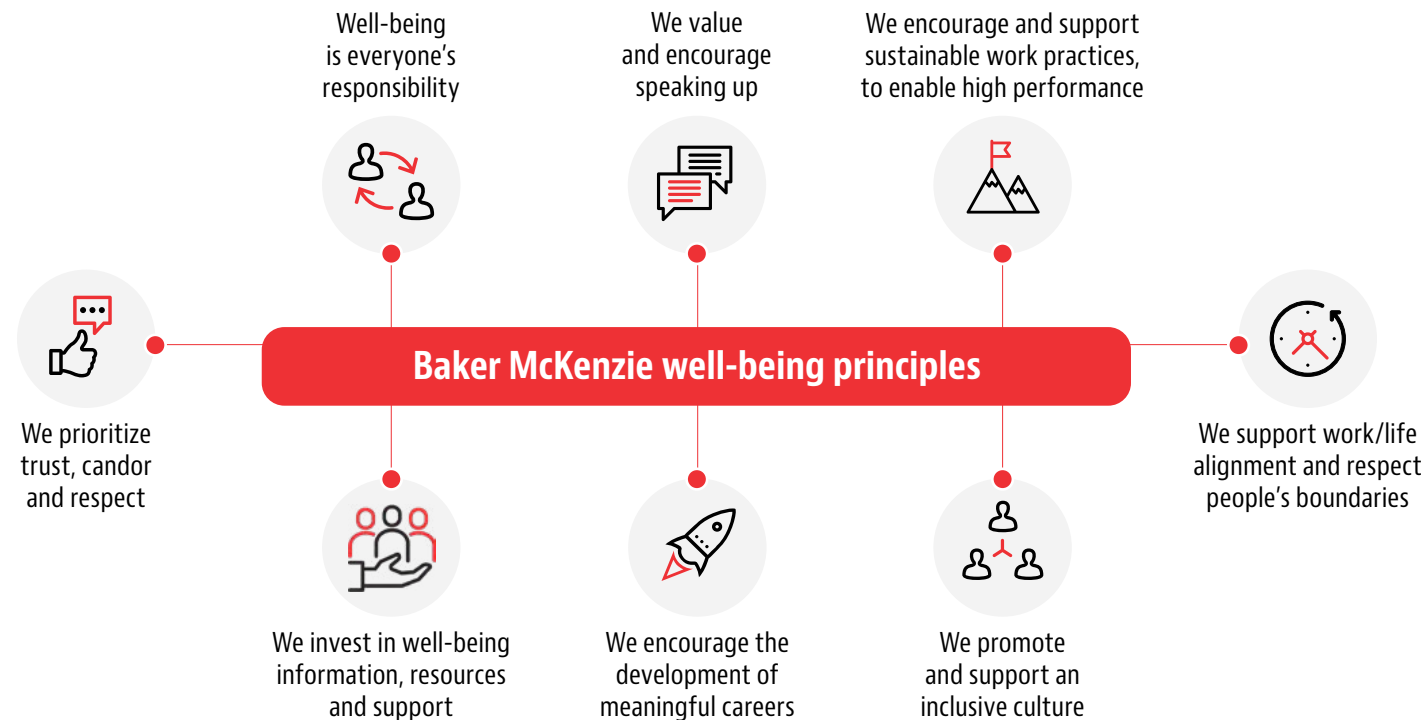 Well-being
is everyone's
responsibility
We value
and encourage
speaking up
We encourage and support
sustainable work practices,
to enable high performance
Baker McKenzie well-being principles
We prioritize
trust, candor
and respect
We support work/life
alignment and respect
people's boundaries
We invest in well-being
information, resources
and support
We encourage the
development of
meaningful careers
We promote
and support an
inclusive culture